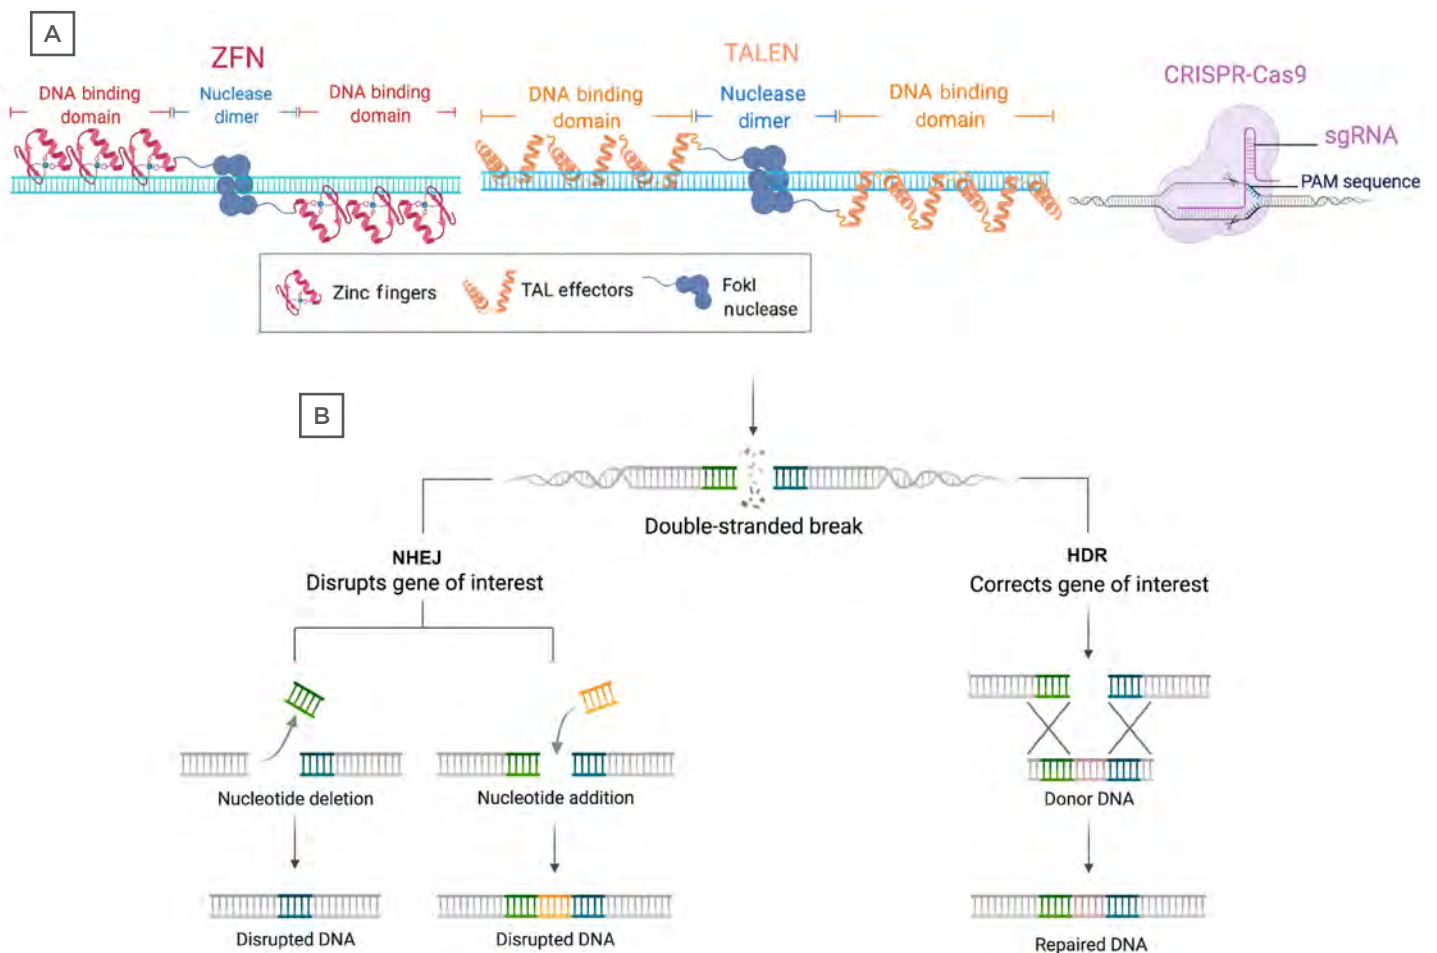 A
ZFN
TALEN
CRISPR-Cas9
DNA binding
domain
Nuclease
dimer
DNA binding
domain
DNA binding
domain
Nuclease
dimer
DNA binding
domain
sgRNA
PAM sequence
Zinc fingers
TAL effectors
FokI
nuclease
B
Double-stranded break
NHEJ
Disrupts gene of interest
HDR
Corrects gene of interest
Nucleotide deletion
Nucleotide addition
Donor DNA
Disrupted DNA
Disrupted DNA
Repaired DNA